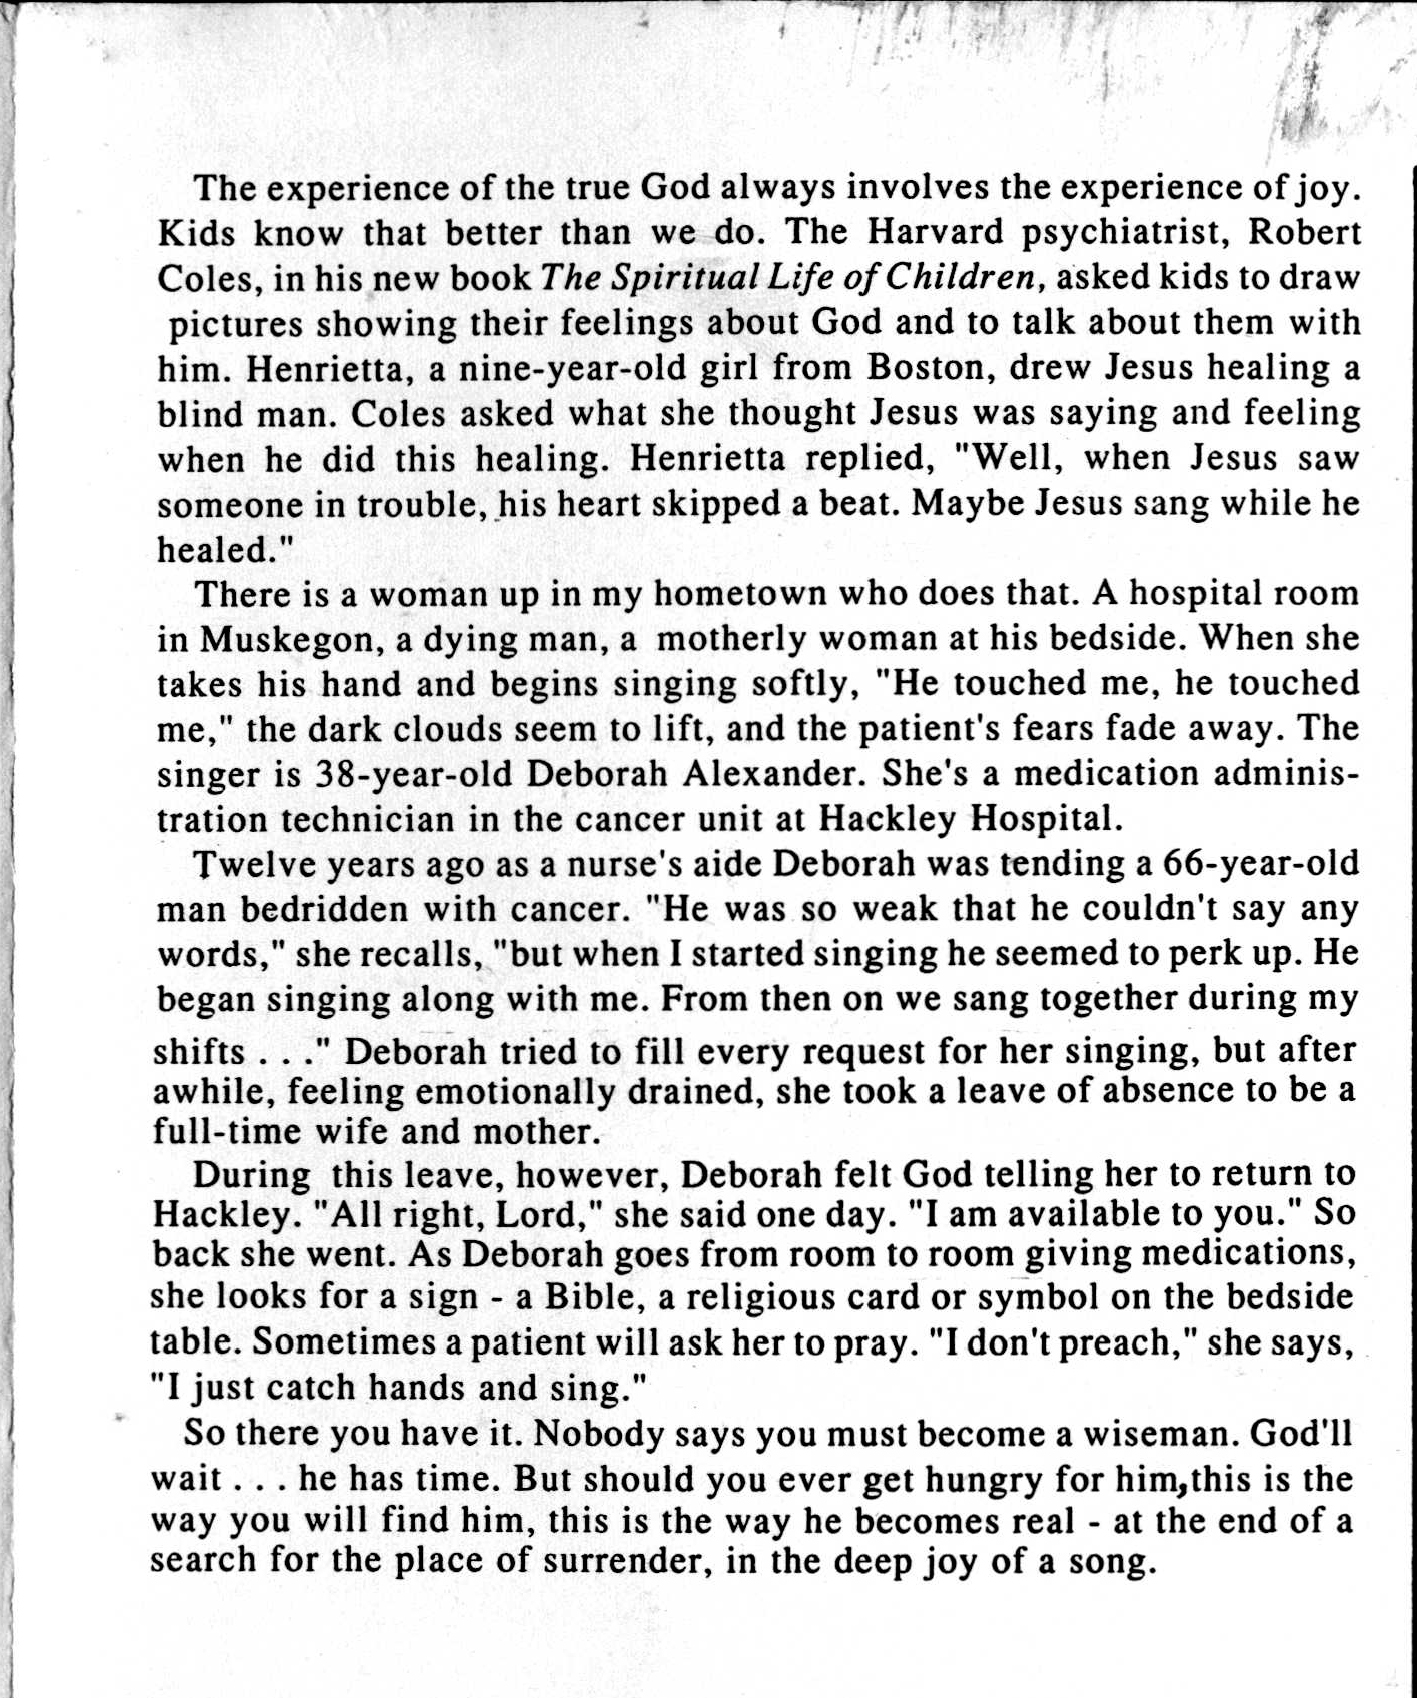 The experience of the true God always involves the experience of joy.
Kids know that better than we do. The Harvard psychiatrist, Robert
Coles, in his new book The Spiritual Life of Children, asked kids to draw
pictures showing their feelings about God and to talk about them with
him. Henrietta, a nine-year-old girl from Boston, drew Jesus healing a
blind man. Coles asked what she thought Jesus was saying and feeling
when he did this healing. Henrietta replied, "Well, when Jesus saw
someone in trouble, his heart skipped a beat. Maybe Jesus sang while he
healed."
There is a woman up in my hometown who does that. A hospital room
in Muskegon, a dying man, a motherly woman at his bedside. When she
takes his hand and begins singing softly, "He touched me, he touched
me," the dark clouds seem to lift, and the patient's fears fade away. The
singer is 38-year-old Deborah Alexander. She's a medication adminis-
tration technician in the cancer unit at Hackley Hospital.
Twelve years ago as a nurse's aide Deborah was tending a 66-year-old
man bedridden with cancer. "He was so weak that he couldn't say any
words," she recalls, "but when I started singing he seemed to perk up. He
began singing along with me. From then on we sang together during my
shifts . . ." Deborah tried to fill every request for her singing, but after
awhile, feeling emotionally drained, she took a leave of absence to be a
full-time wife and mother.
During this leave, however, Deborah felt God telling her to return to
Hackley. "All right, Lord," she said one day. "I am available to you." So
back she went. As Deborah goes from room to room giving medications,
she looks for a sign - a Bible, a religious card or symbol on the bedside
table. Sometimes a patient will ask her to pray. "I don't preach," she says,
"I just catch hands and sing."
So there you have it. Nobody says you must become a wiseman. God'll
wait . . . he has time. But should you ever get hungry for him,this is the
way you will find him, this is the way he becomes real - at the end of a
search for the place of surrender, in the deep joy of a song.